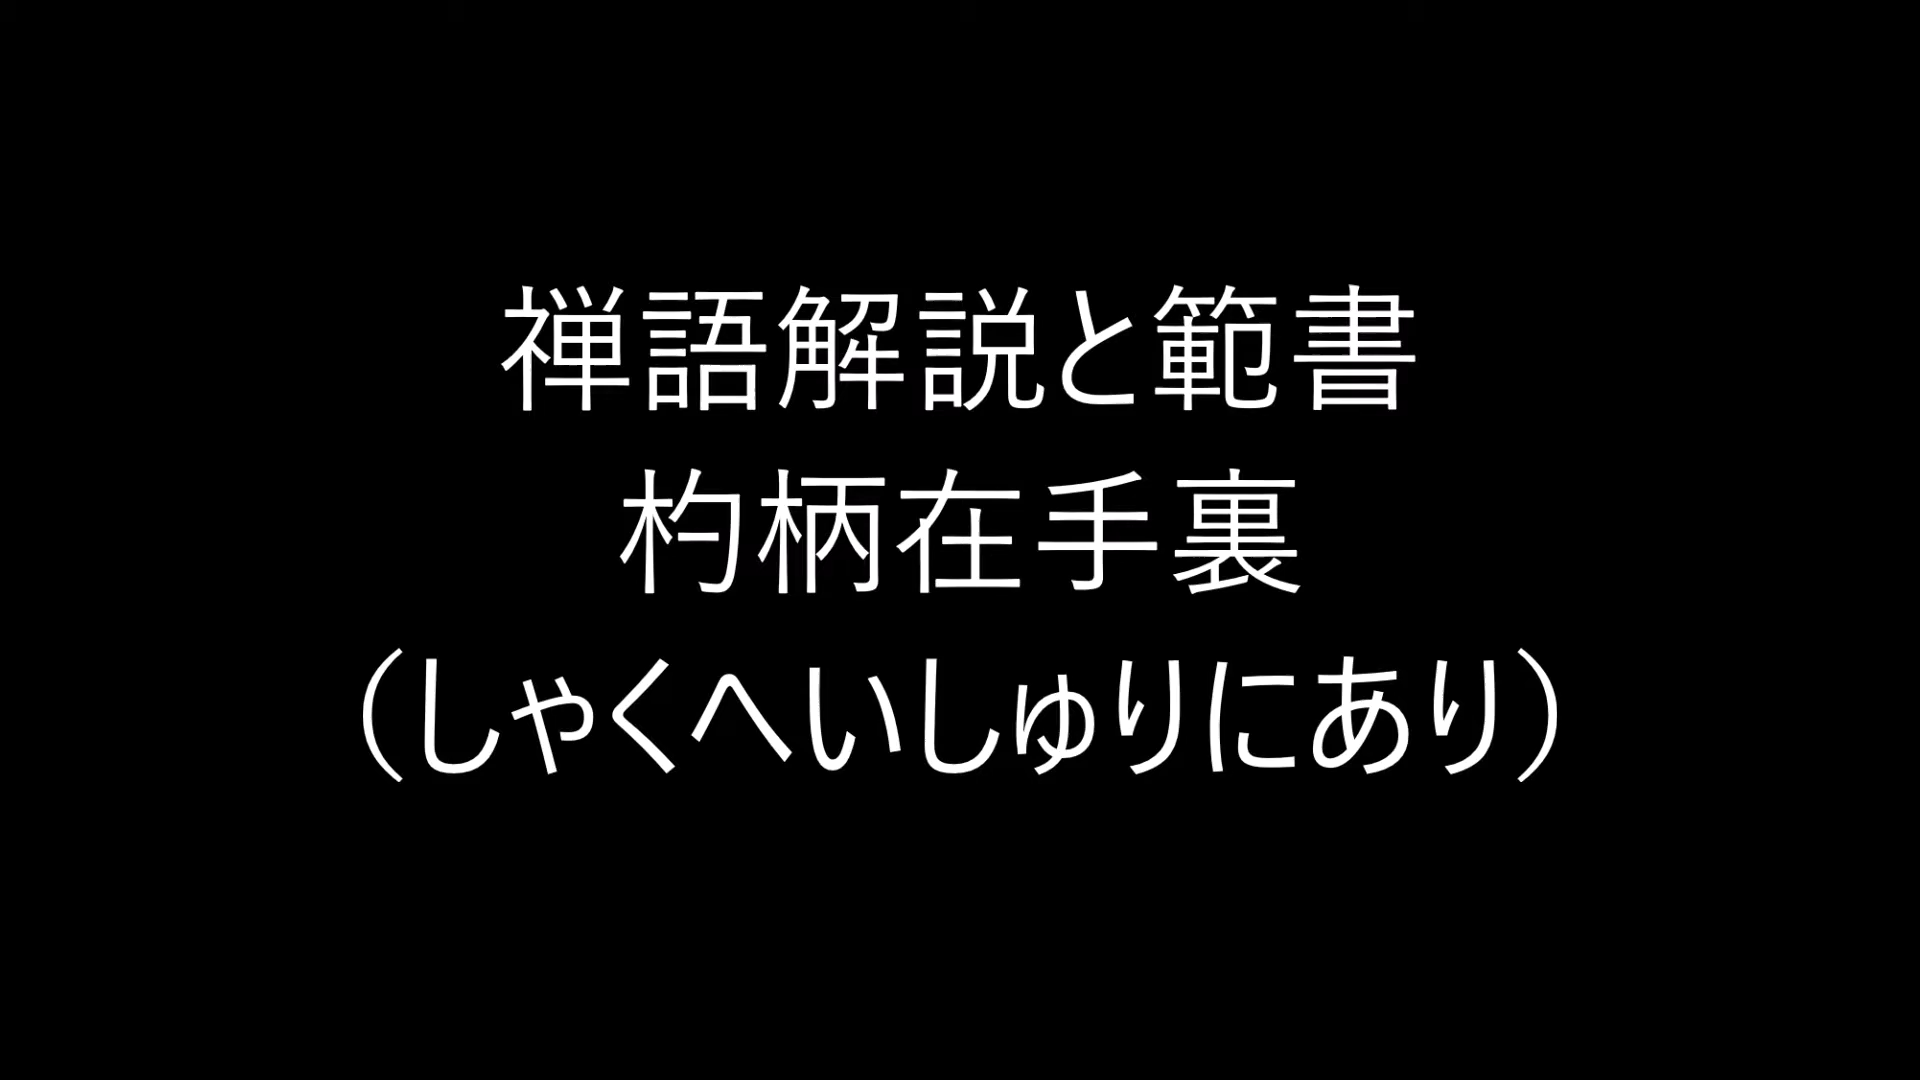 禅語解説と範書
杓柄在手裏
（しゃくへいしゅりにあり）